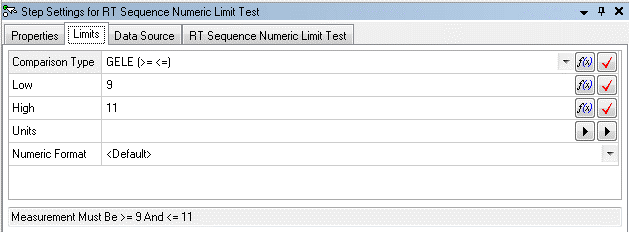 Step Settings for RT Sequence Numeric Limit Test
Properties Limits Data Source RT Sequence Numeric Limit Test
Comparison Type GELE (>= <=) f(x)
Low 9 f(x)
High 11 f(x)
Units
Numeric Format <Default>
Measurement Must Be >= 9 And <= 11